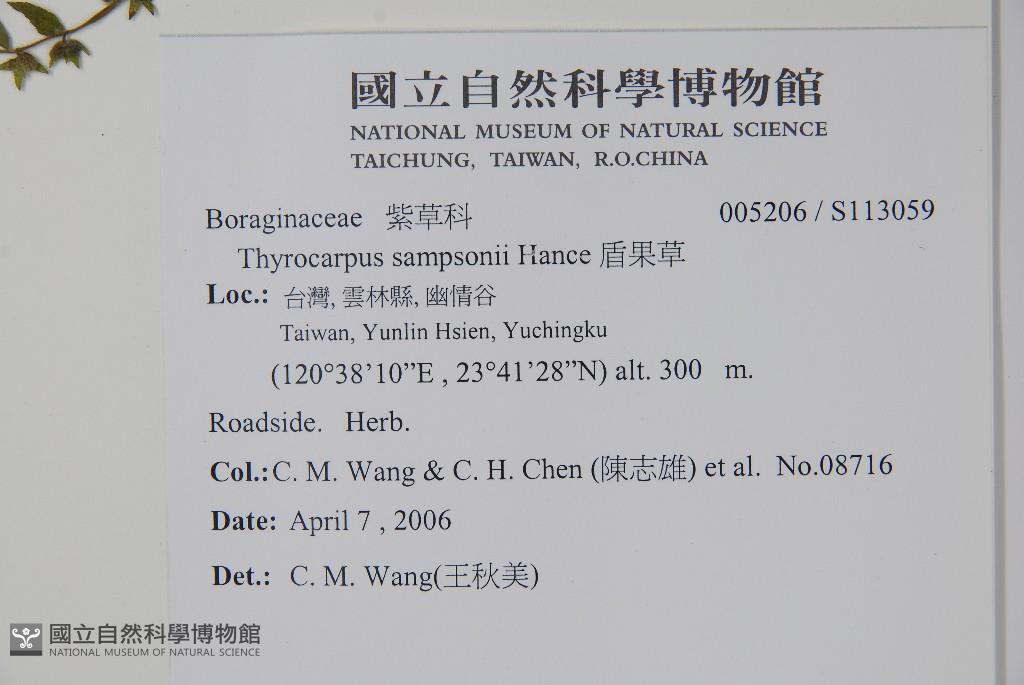 國立自然科學博物館
NATIONAL MUSEUM OF NATURAL SCIENCE
TAICHUNG, TAIWAN, R.O.CHINA
Boraginaceae 紫草科 005206 / S113059
Thyrocarpus sampsonii Hance 盾果草
Loc.: 台灣, 雲林縣, 幽情谷
Taiwan, Yunlin Hsien, Yuchingku
(120°38’10”E , 23°41’28”N) alt. 300 m.
Roadside. Herb.
Col.: C. M. Wang & C. H. Chen (陳志雄) et al. No.08716
Date: April 7 , 2006
Det.: C. M. Wang(王秋美)
國立自然科學博物館
NATIONAL MUSEUM OF NATURAL SCIENCE